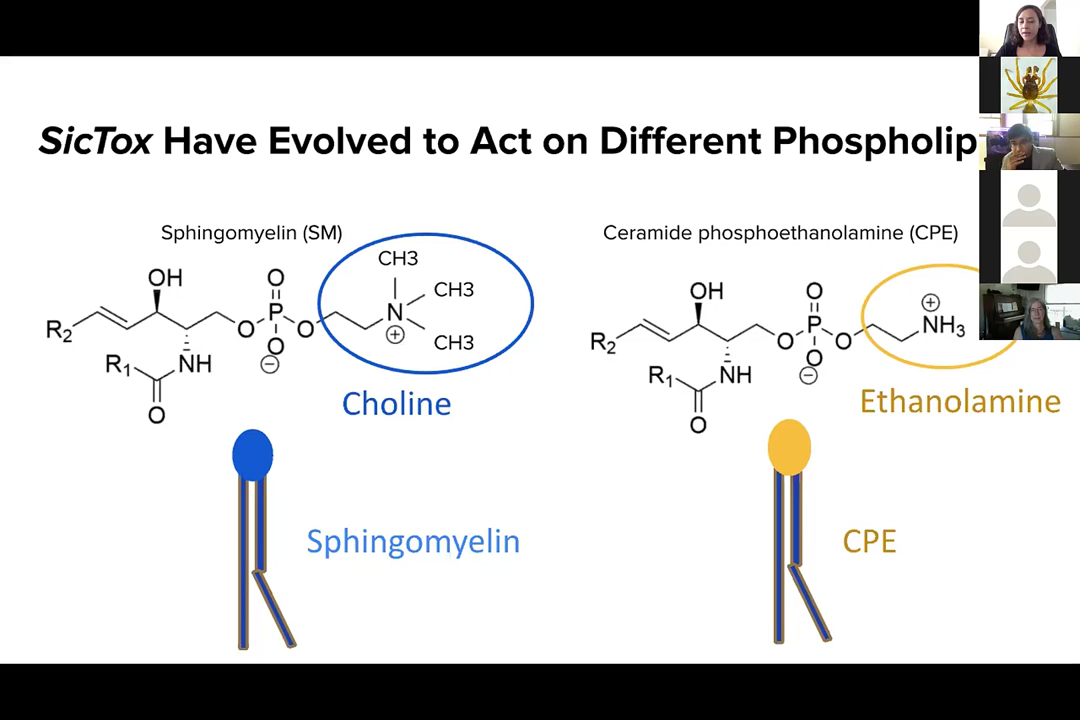 SicTox Have Evolved to Act on Different Phospholip
Sphingomyelin (SM)
Ceramide phosphoethanolamine (CPE)
CH3
OH
O
CH3
P
N
R2
O
O
O
⊕
CH3
R1
NH
⊖
O
Choline
OH
O
⊕
R2
O
P
O
NH3
O
R1
NH
⊖
O
Ethanolamine
Sphingomyelin
CPE